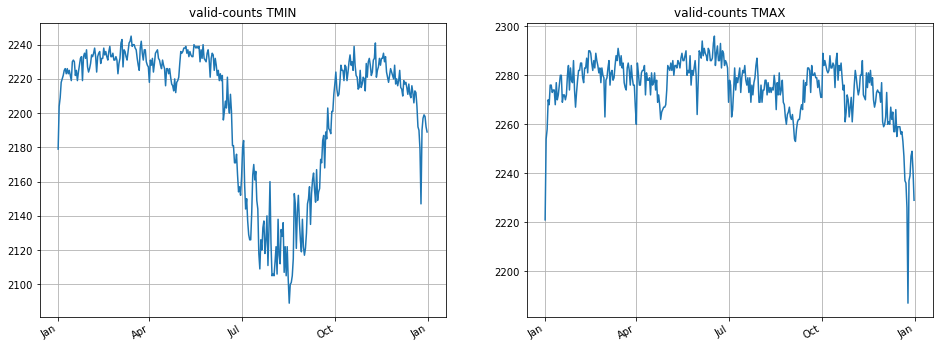 valid-counts TMIN
2240
2220
2200
2180
2160
2140
2120
2100
Jan
Apr
Jul
Oct
Jan
valid-counts TMAX
2300
2280
2260
2240
2220
2200
Jan
Apr
Jul
Oct
Jan